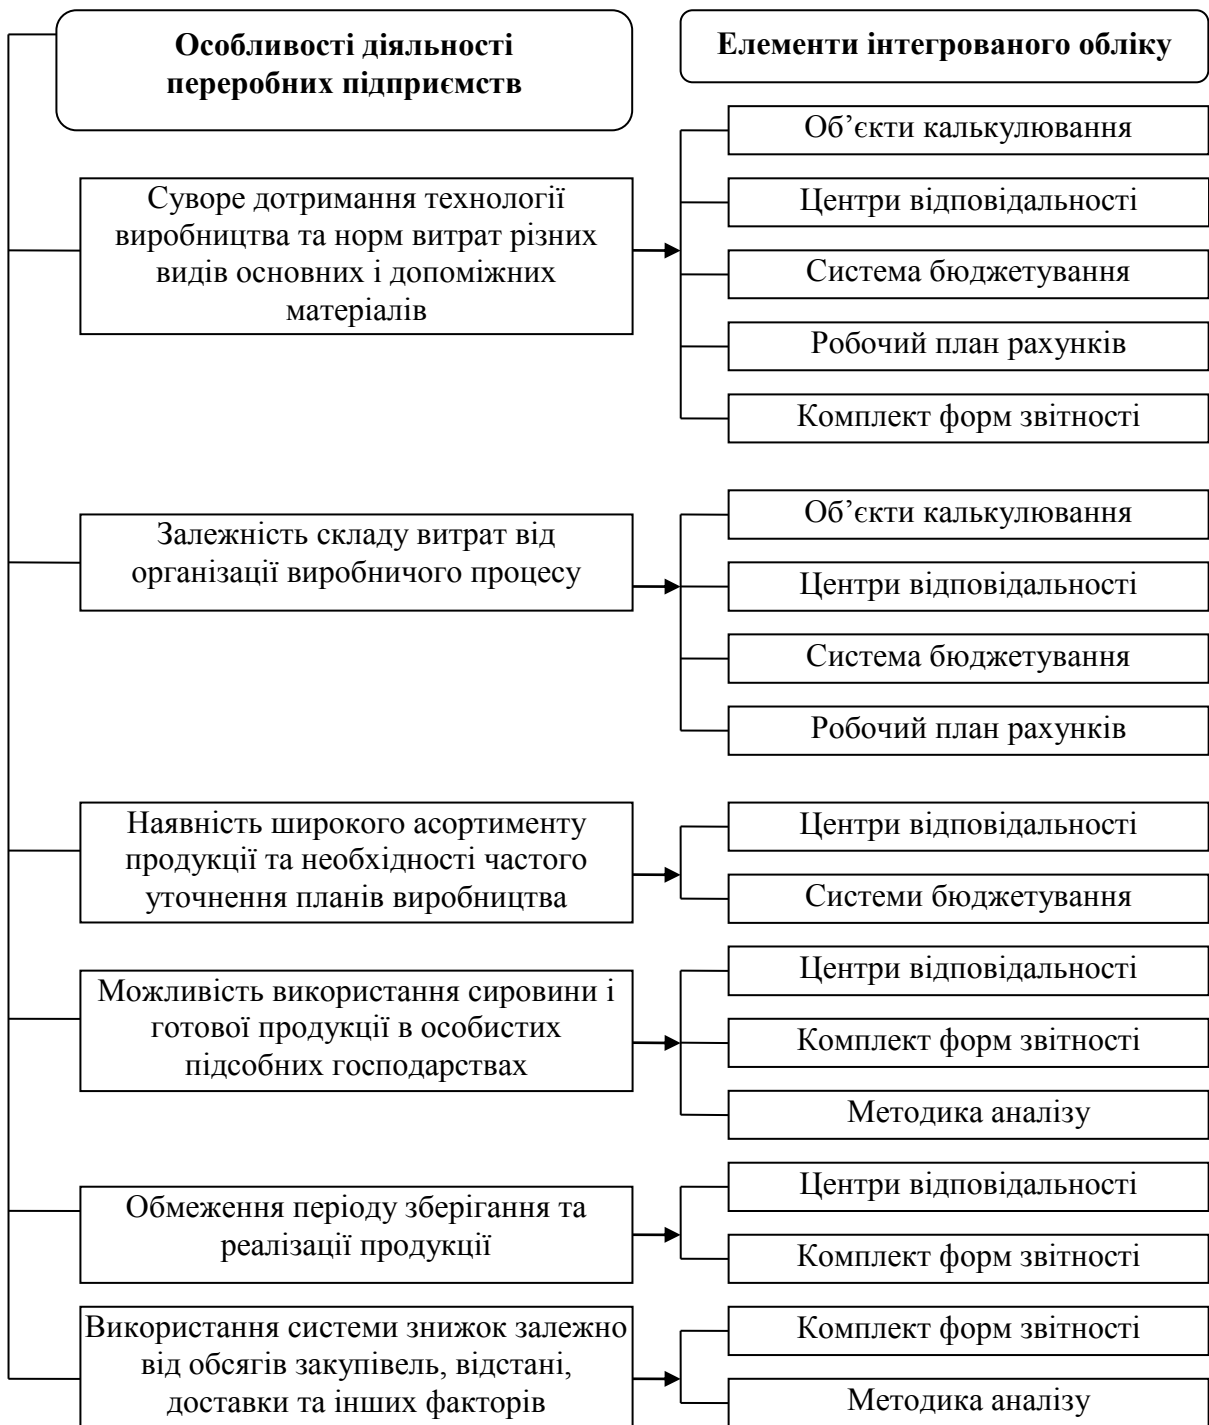 Особливості діяльності
переробних підприємств
Елементи інтегрованого обліку
Суворе дотримання технології
виробництва та норм витрат різних
видів основних і допоміжних
матеріалів
Об’єкти калькулювання
Центри відповідальності
Система бюджетування
Робочий план рахунків
Комплект форм звітності
Залежність складу витрат від
організації виробничого процесу
Об’єкти калькулювання
Центри відповідальності
Система бюджетування
Робочий план рахунків
Наявність широкого асортименту
продукції та необхідності частого
уточнення планів виробництва
Центри відповідальності
Системи бюджетування
Можливість використання сировини і
готової продукції в особистих
підсобних господарствах
Центри відповідальності
Комплект форм звітності
Методика аналізу
Обмеження періоду зберігання та
реалізації продукції
Центри відповідальності
Комплект форм звітності
Використання системи знижок залежно
від обсягів закупівель, відстані,
доставки та інших факторів
Комплект форм звітності
Методика аналізу